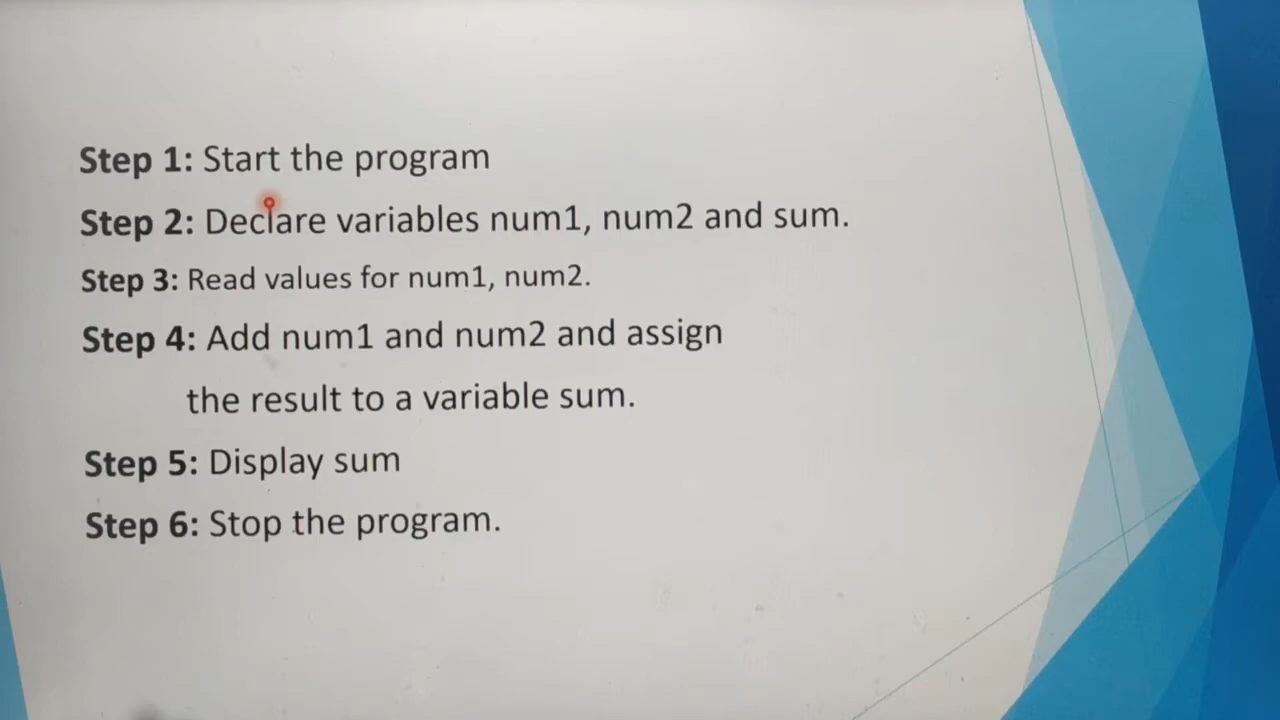 Step 1: Start the program
Step 2: Declare variables num1, num2 and sum.
Step 3: Read values for num1, num2.
Step 4: Add num1 and num2 and assign
the result to a variable sum.
Step 5: Display sum
Step 6: Stop the program.